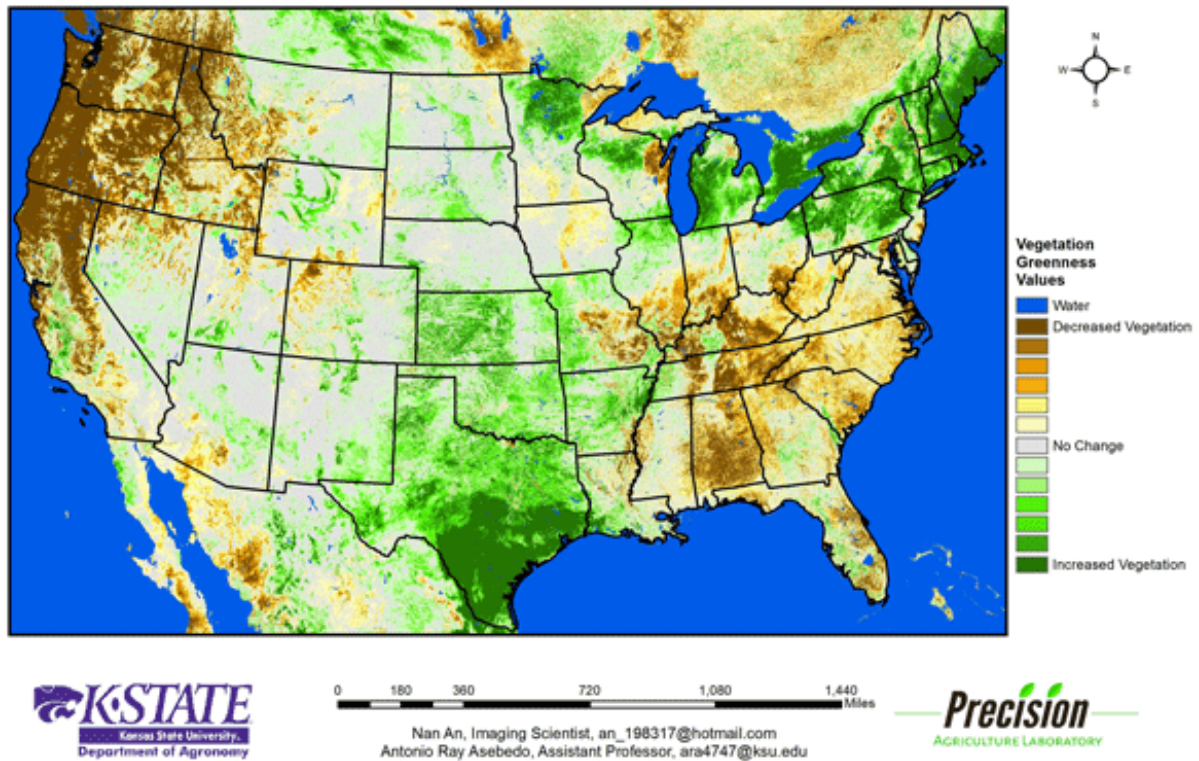 N
W E
S
Vegetation
Greenness
Values
Water
Decreased Vegetation
No Change
Increased Vegetation
K-STATE
Kansas State University.
Department of Agronomy
0 180 360 720 1,080 1,440
Miles
Nan An, Imaging Scientist, an_198317@hotmail.com
Antonio Ray Asebedo, Assistant Professor, ara4747@ksu.edu
Precision
AGRICULTURE LABORATORY